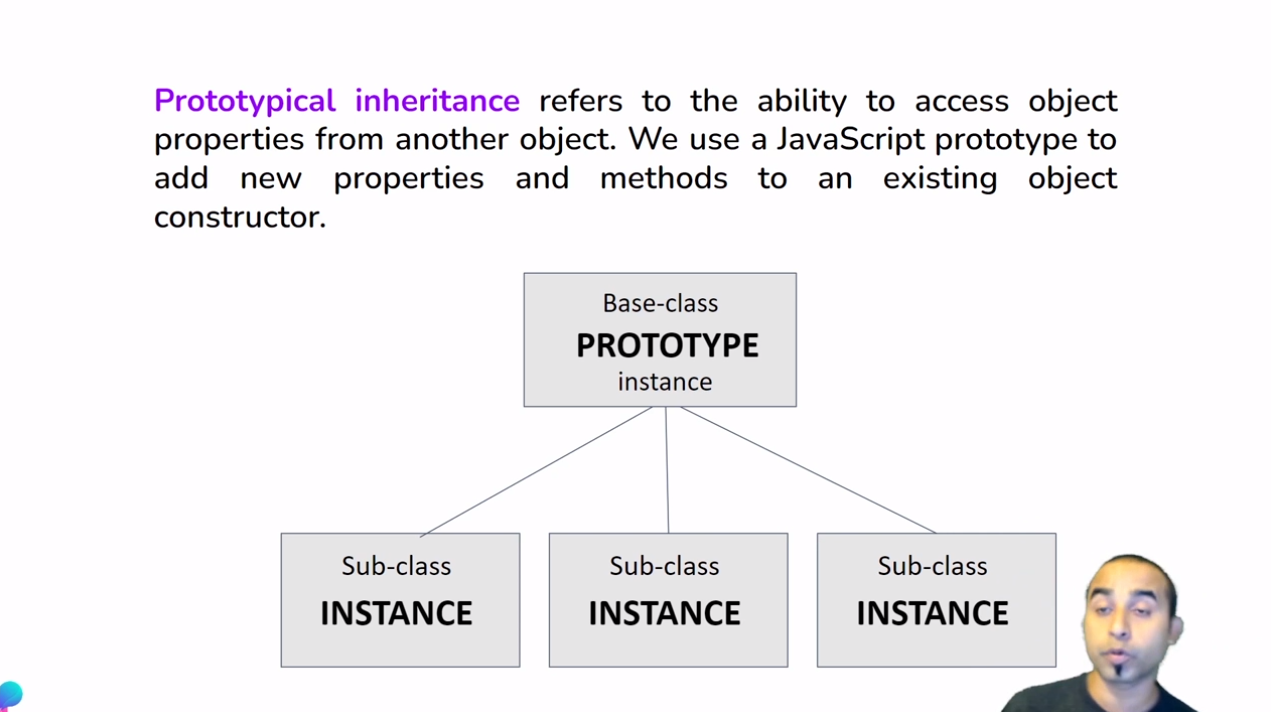 Prototypical inheritance refers to the ability to access object
properties from another object. We use a JavaScript prototype to
add new properties and methods to an existing object
constructor.
Base-class
PROTOTYPE
instance
Sub-class
INSTANCE
Sub-class
INSTANCE
Sub-class
INSTANCE